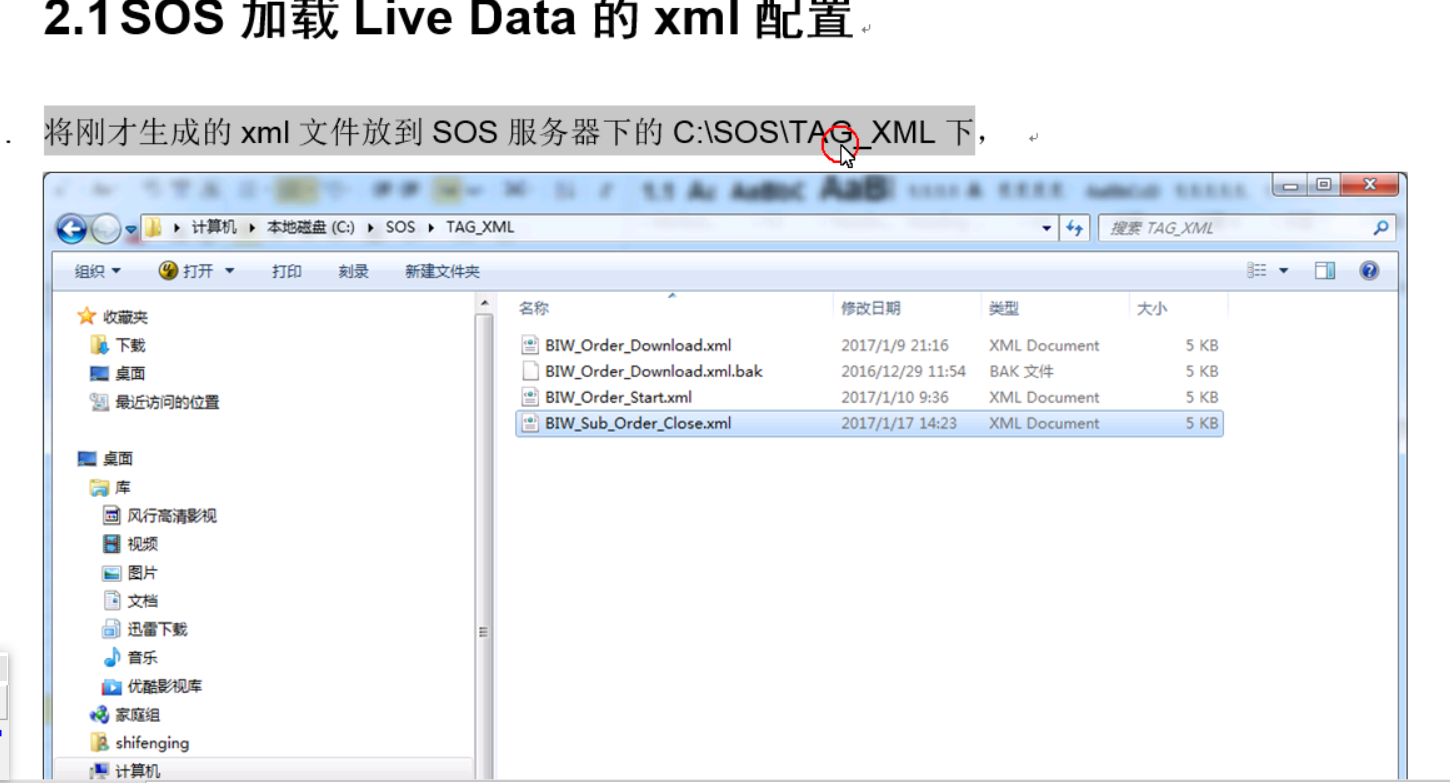 2.1 SOS 加载 Live Data 的 xml 配置
将刚才生成的 xml 文件放到 SOS 服务器下的 C:\SOS\TAG_XML 下，
计算机 本地磁盘 (C:) SOS TAG_XML 搜索 TAG_XML
组织 打开 打印 刻录 新建文件夹
名称 修改日期 类型 大小
BIW_Order_Download.xml 2017/1/9 21:16 XML Document 5 KB
BIW_Order_Download.xml.bak 2016/12/29 11:54 BAK 文件 5 KB
BIW_Order_Start.xml 2017/1/10 9:36 XML Document 5 KB
BIW_Sub_Order_Close.xml 2017/1/17 14:23 XML Document 5 KB
收藏夹
下载
桌面
最近访问的位置
桌面
库
风行高清影视
视频
图片
文档
迅雷下载
音乐
优酷影视库
家庭组
shifenging
计算机